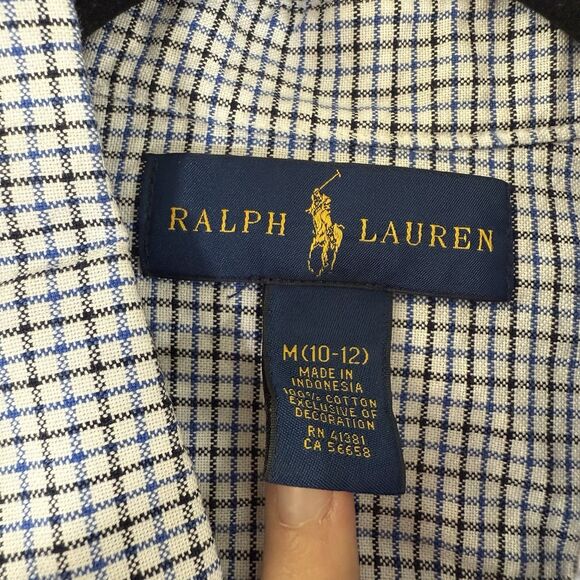 RALPH LAUREN
M (10-12)
MADE IN
INDONESIA
100% COTTON
EXCLUSIVE OF
DECORATION
RN 41381
CA 56658